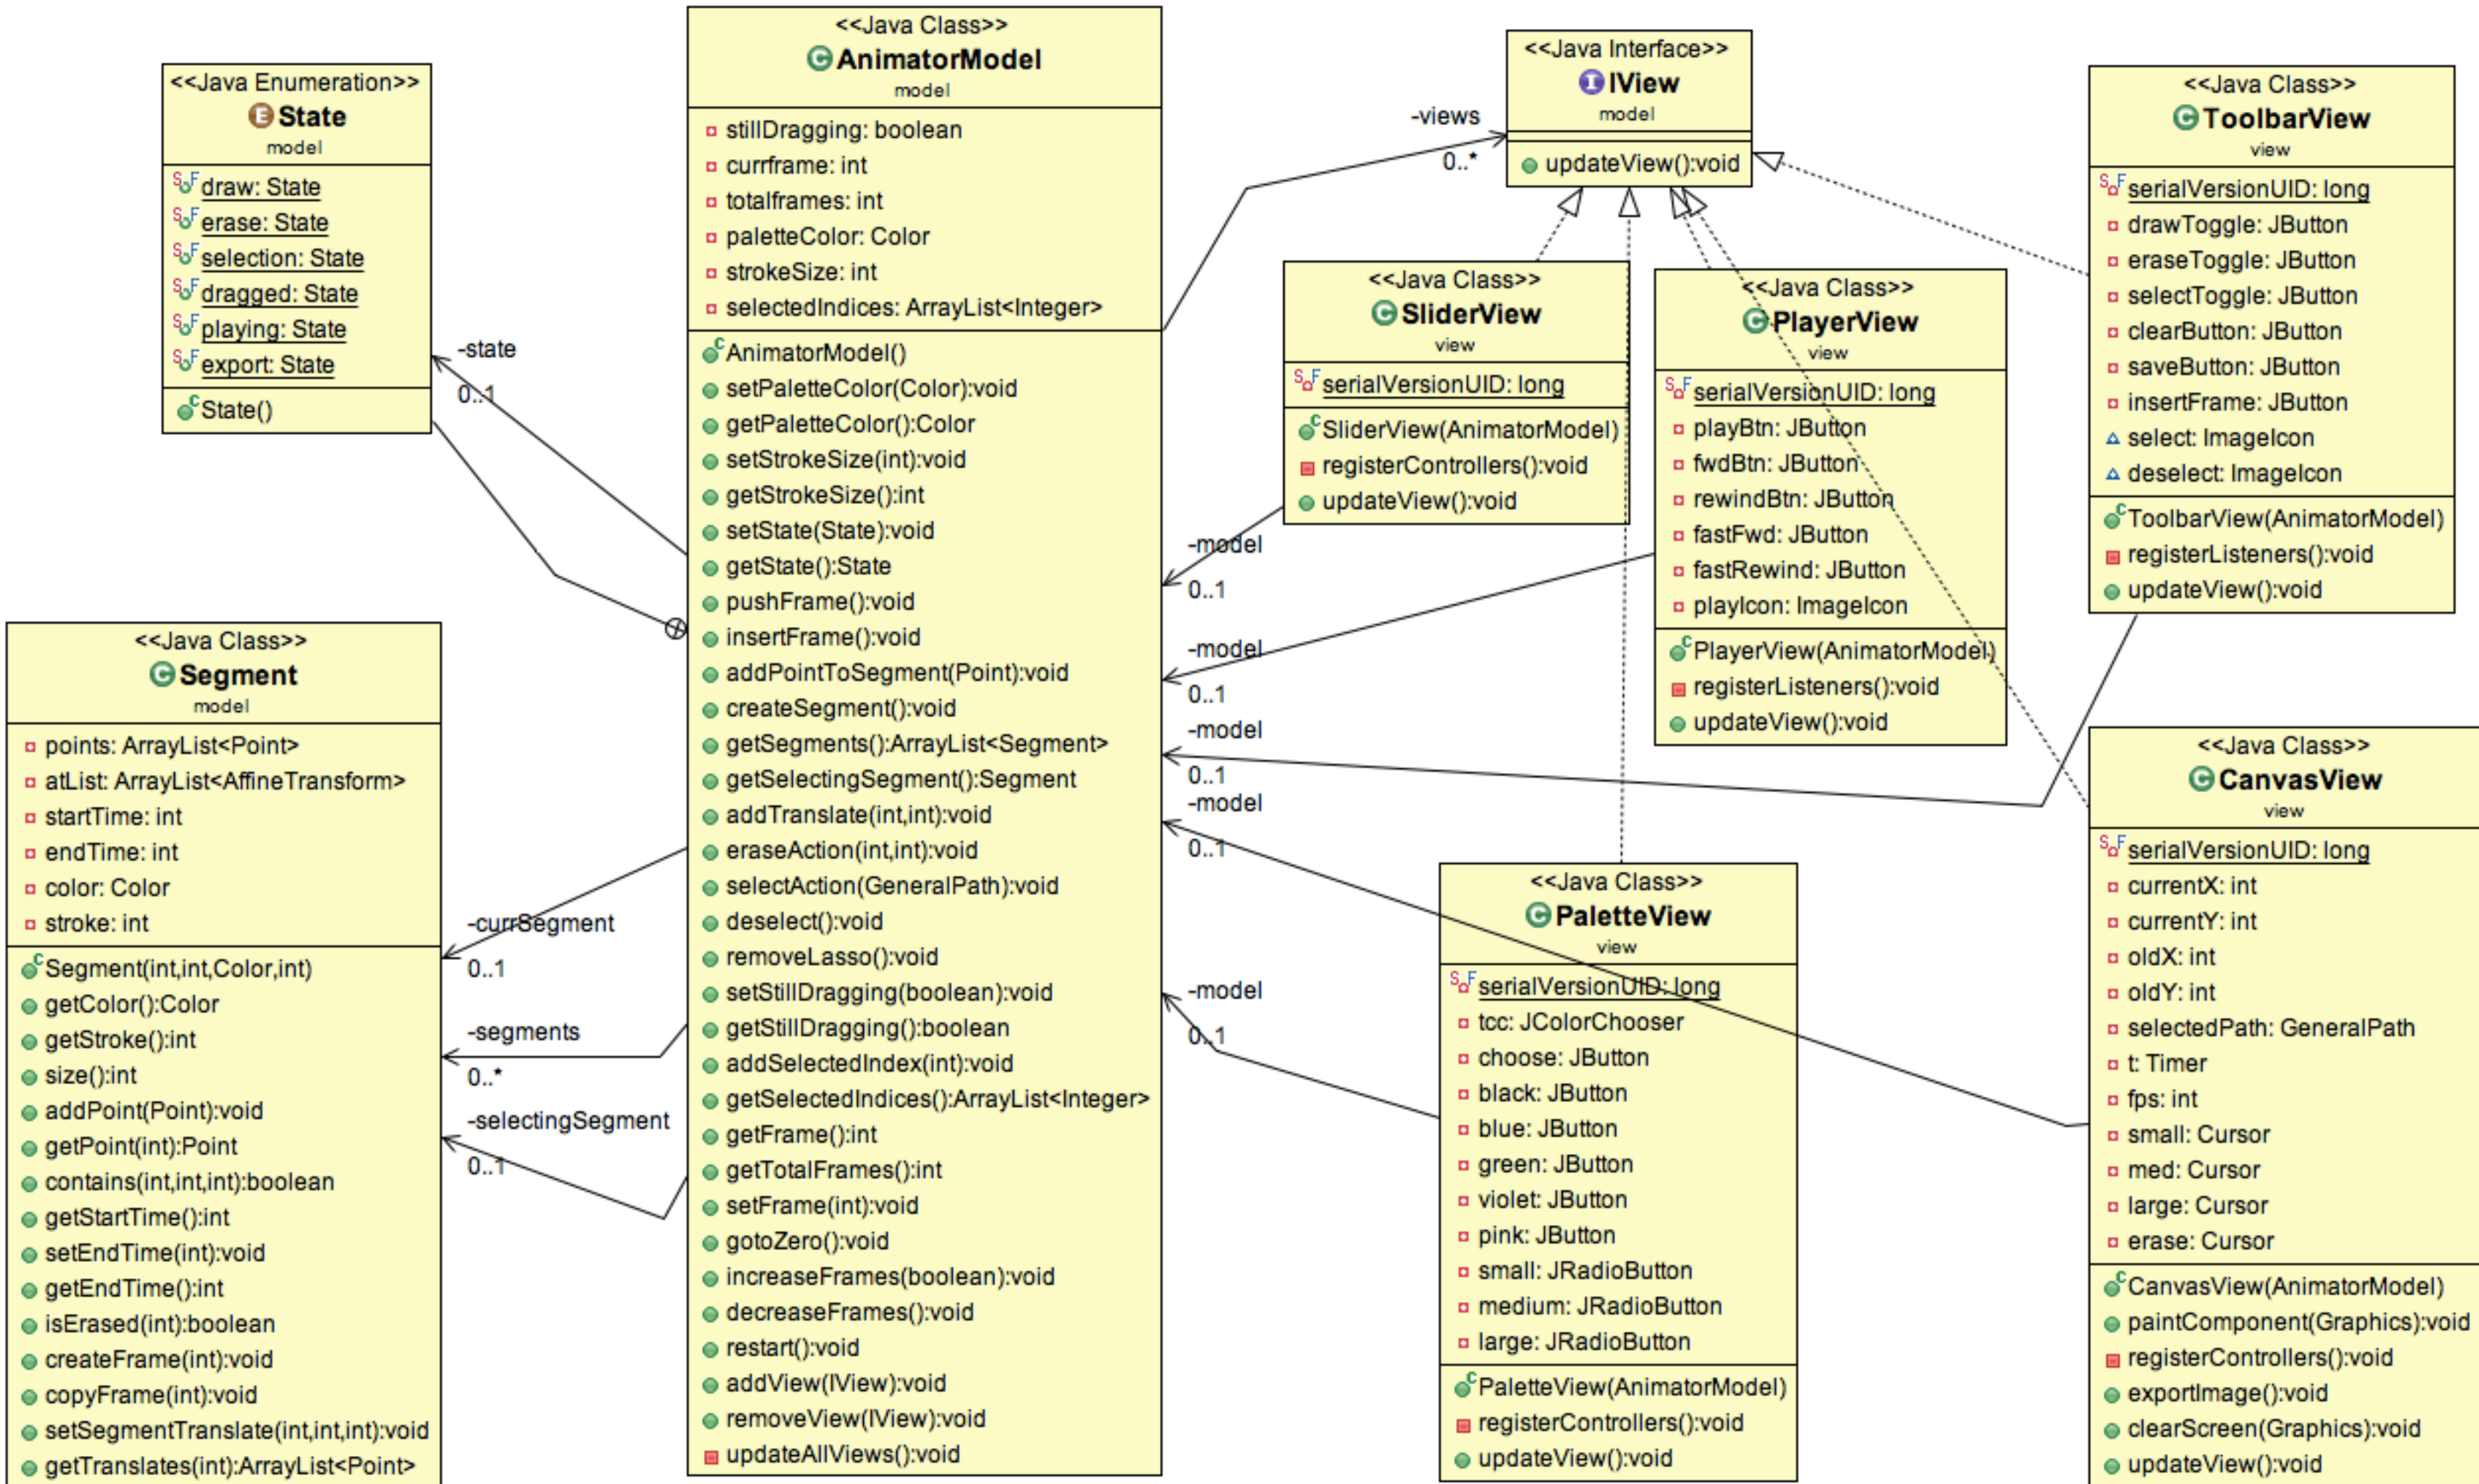 <<Java Enumeration>>
State
model
draw: State
erase: State
selection: State
dragged: State
playing: State
export: State
State()
-state
0..1
<<Java Class>>
Segment
model
points: ArrayList<Point>
atList: ArrayList<AffineTransform>
startTime: int
endTime: int
color: Color
stroke: int
Segment(int,int,Color,int)
getColor():Color
getStroke():int
size():int
addPoint(Point):void
getPoint(int):Point
contains(int,int,int):boolean
getStartTime():int
setEndTime(int):void
getEndTime():int
isErased(int):boolean
createFrame(int):void
copyFrame(int):void
setSegmentTranslate(int,int,int):void
getTranslates(int):ArrayList<Point>
-currSegment
0..1
-segments
0..*
-selectingSegment
0..1
<<Java Class>>
AnimatorModel
model
stillDragging: boolean
currframe: int
totalframes: int
paletteColor: Color
strokeSize: int
selectedIndices: ArrayList<Integer>
AnimatorModel()
setPaletteColor(Color):void
getPaletteColor():Color
setStrokeSize(int):void
getStrokeSize():int
setState(State):void
getState():State
pushFrame():void
insertFrame():void
addPointToSegment(Point):void
createSegment():void
getSegments():ArrayList<Segment>
getSelectingSegment():Segment
addTranslate(int,int):void
eraseAction(int,int):void
selectAction(GeneralPath):void
deselect():void
removeLasso():void
setStillDragging(boolean):void
getStillDragging():boolean
addSelectedIndex(int):void
getSelectedIndices():ArrayList<Integer>
getFrame():int
getTotalFrames():int
setFrame(int):void
gotoZero():void
increaseFrames(boolean):void
decreaseFrames():void
restart():void
addView(IView):void
removeView(IView):void
updateAllViews():void
-views
0..*
<<Java Interface>>
IView
model
updateView():void
<<Java Class>>
SliderView
view
serialVersionUID: long
SliderView(AnimatorModel)
registerControllers():void
updateView():void
-model
0..1
-model
0..1
-model
0..1
-model
0..1
-model
0..1
<<Java Class>>
PlayerView
view
serialVersionUID: long
playBtn: JButton
fwdBtn: JButton
rewindBtn: JButton
fastFwd: JButton
fastRewind: JButton
playIcon: ImageIcon
PlayerView(AnimatorModel)
registerListeners():void
updateView():void
<<Java Class>>
PaletteView
view
serialVersionUID: long
tcc: JColorChooser
choose: JButton
black: JButton
blue: JButton
green: JButton
violet: JButton
pink: JButton
small: JRadioButton
medium: JRadioButton
large: JRadioButton
PaletteView(AnimatorModel)
registerControllers():void
updateView():void
<<Java Class>>
ToolbarView
view
serialVersionUID: long
drawToggle: JButton
eraseToggle: JButton
selectToggle: JButton
clearButton: JButton
saveButton: JButton
insertFrame: JButton
select: ImageIcon
deselect: ImageIcon
ToolbarView(AnimatorModel)
registerListeners():void
updateView():void
<<Java Class>>
CanvasView
view
serialVersionUID: long
currentX: int
currentY: int
oldX: int
oldY: int
selectedPath: GeneralPath
t: Timer
fps: int
small: Cursor
med: Cursor
large: Cursor
erase: Cursor
CanvasView(AnimatorModel)
paintComponent(Graphics):void
registerControllers():void
exportImage():void
clearScreen(Graphics):void
updateView():void